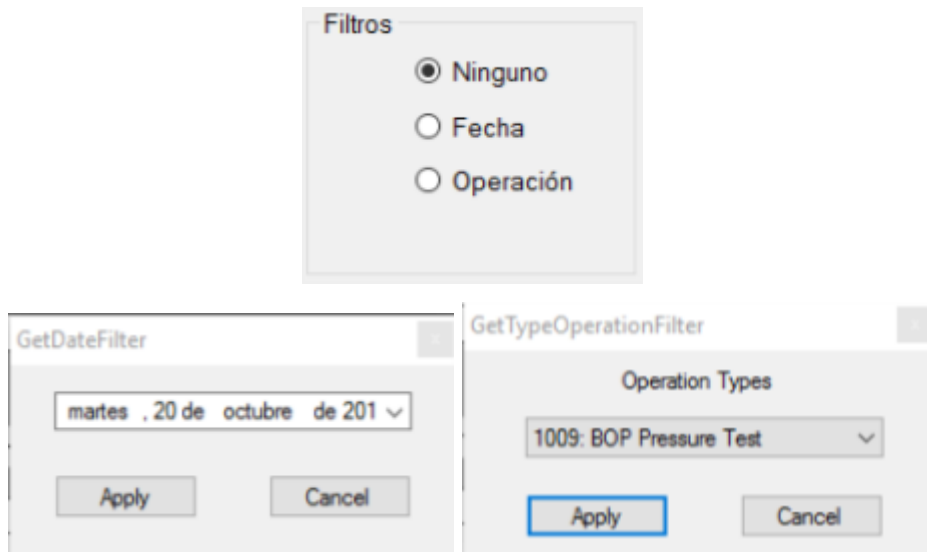 Filtros
Ninguno
Fecha
Operación
GetDateFilter
martes , 20 de octubre de 201
Apply Cancel
GetTypeOperationFilter
Operation Types
1009: BOP Pressure Test
Apply Cancel